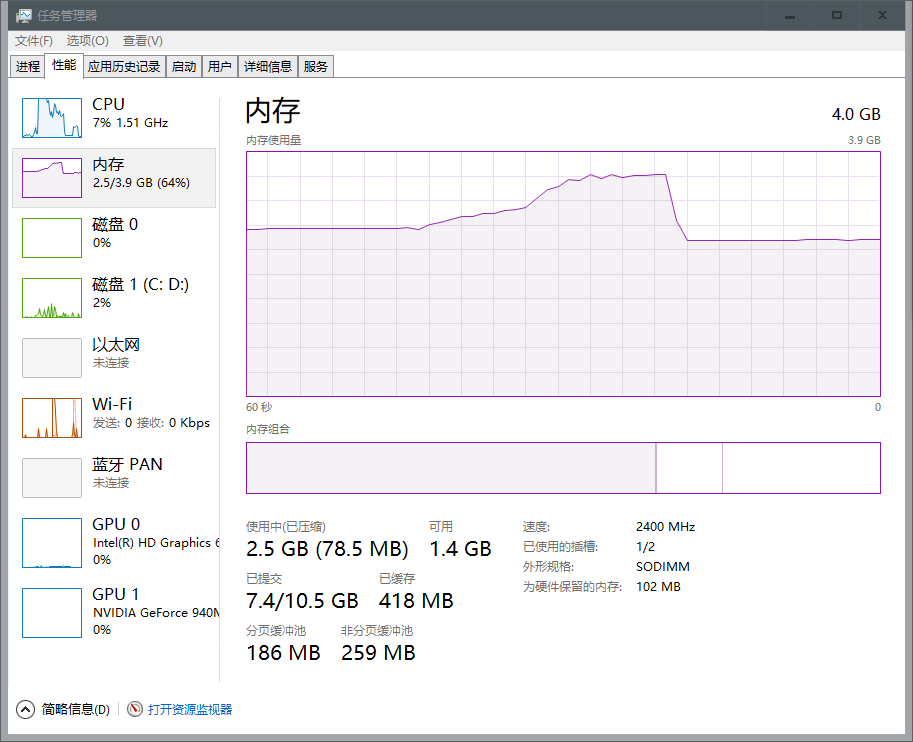 任务管理器
文件(F) 选项(O) 查看(V)
进程 性能 应用历史记录 启动 用户 详细信息 服务
CPU
7% 1.51 GHz
内存
2.5/3.9 GB (64%)
磁盘 0
0%
磁盘 1 (C: D:)
2%
以太网
未连接
Wi-Fi
发送: 0 接收: 0 Kbps
蓝牙 PAN
未连接
GPU 0
Intel(R) HD Graphics 6
0%
GPU 1
NVIDIA GeForce 940M
0%
内存
4.0 GB
内存使用量
3.9 GB
60 秒
0
内存组合
使用中(已压缩)
2.5 GB (78.5 MB)
可用
1.4 GB
已提交
7.4/10.5 GB
已缓存
418 MB
分页缓冲池
186 MB
非分页缓冲池
259 MB
速度: 2400 MHz
已使用的插槽: 1/2
外形规格: SODIMM
为硬件保留的内存: 102 MB
简略信息(D)
打开资源监视器